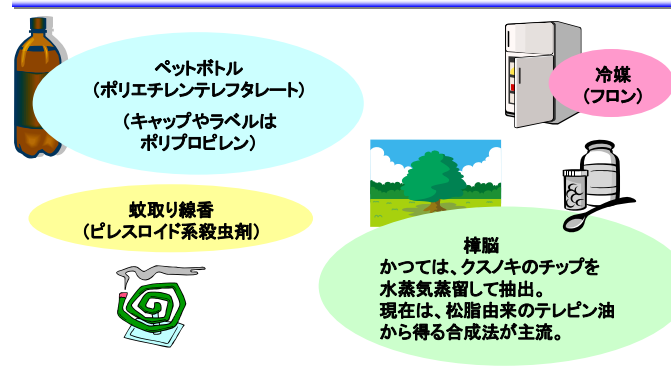 ペットボトル
（ポリエチレンテレフタレート）
（キャップやラベルは
ポリプロピレン）
冷媒
（フロン）
蚊取り線香
（ピレスロイド系殺虫剤）
樟脳
かつては、クスノキのチップを
水蒸気蒸留して抽出。
現在は、松脂由来のテレピン油
から得る合成法が主流。